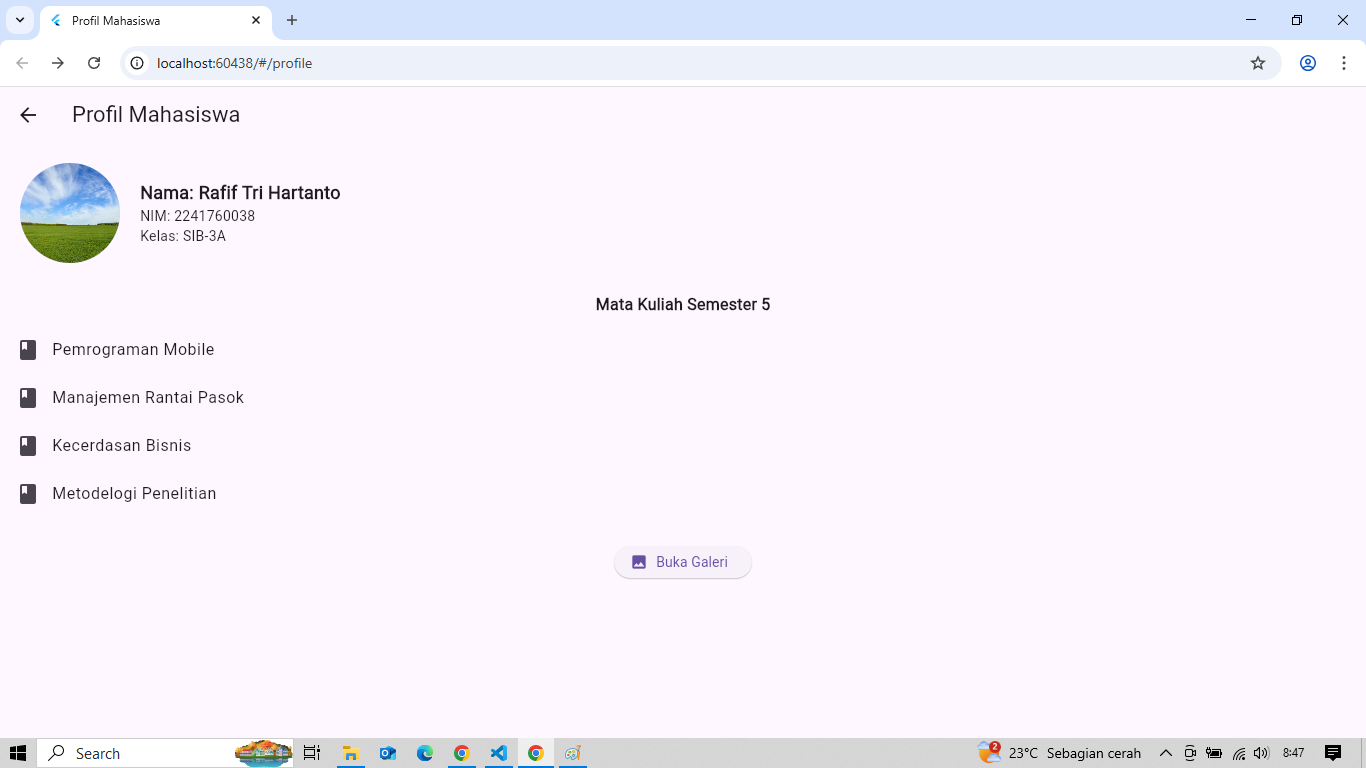 Profil Mahasiswa
localhost:60438/#/profile
Profil Mahasiswa
Nama: Rafif Tri Hartanto
NIM: 2241760038
Kelas: SIB-3A
Mata Kuliah Semester 5
Pemrograman Mobile
Manajemen Rantai Pasok
Kecerdasan Bisnis
Metodelogi Penelitian
Buka Galeri
Search
2
23°C Sebagian cerah
8:47